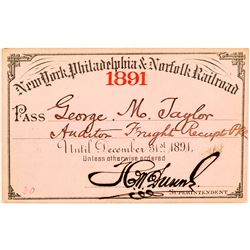 New York, Philadelphia & Norfolk Railroad
1891
PASS George M. Taylor
Auditor Freight Receipt
Until December 31st 1891,
Unless otherwise ordered
SUPERINTENDENT